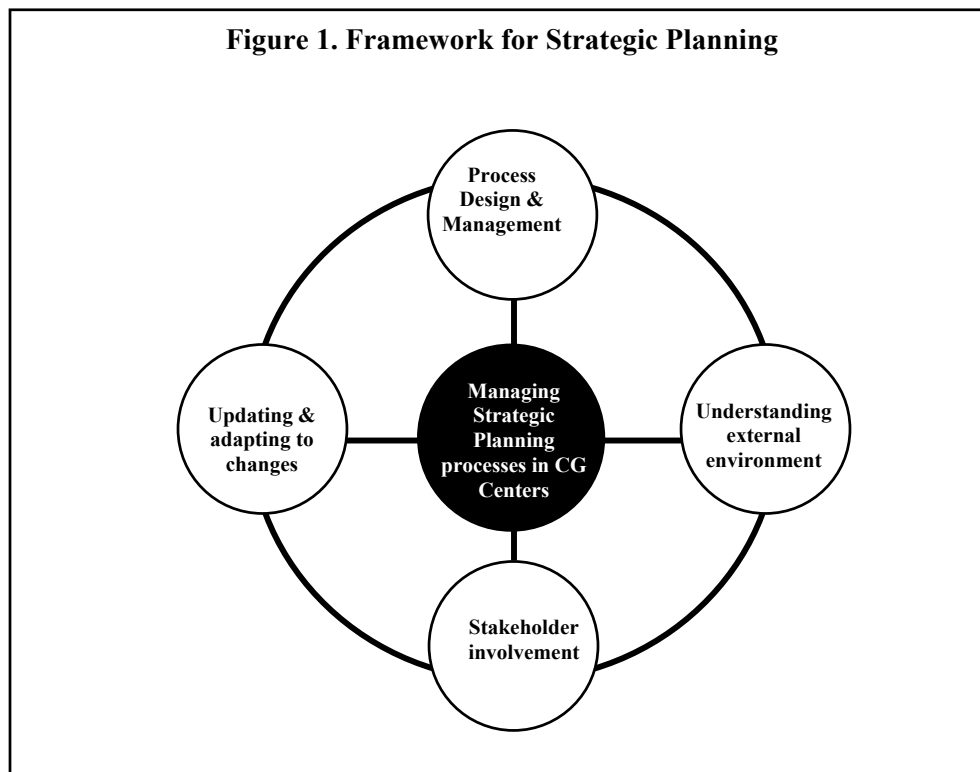 Figure 1. Framework for Strategic Planning
Process
Design &
Management
Updating &
adapting to
changes
Managing
Strategic
Planning
processes in CG
Centers
Understanding
external
environment
Stakeholder
involvement